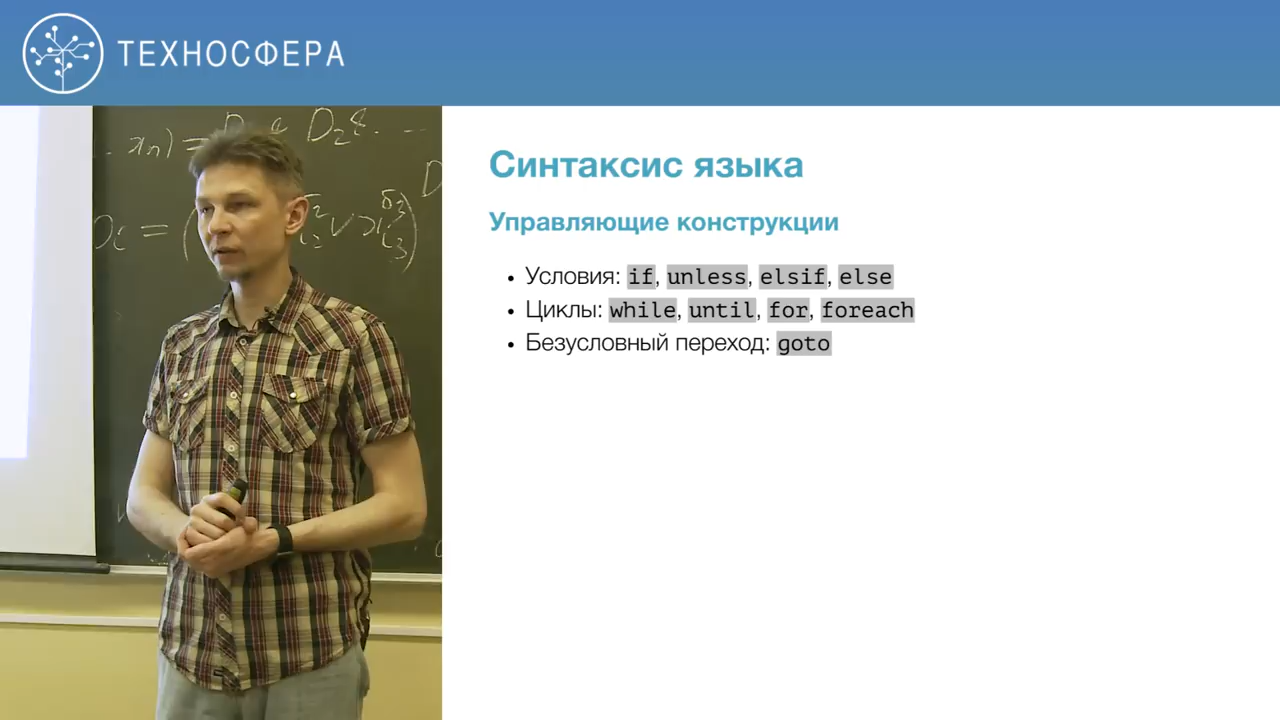 ТЕХНОСФЕРА
Синтаксис языка
Управляющие конструкции
• Условия: if, unless, elsif, else
• Циклы: while, until, for, foreach
• Безусловный переход: goto